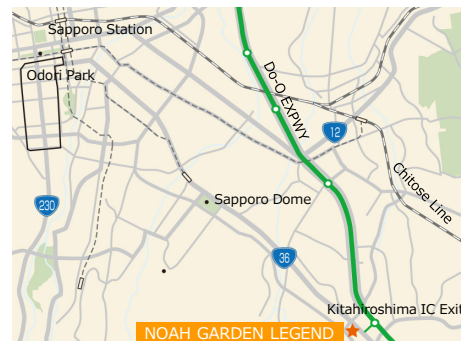 Sapporo Station
Odori Park
Do-O EXPWY
12
Chitose Line
230
Sapporo Dome
36
Kitahiroshima IC Exit
NOAH GARDEN LEGEND